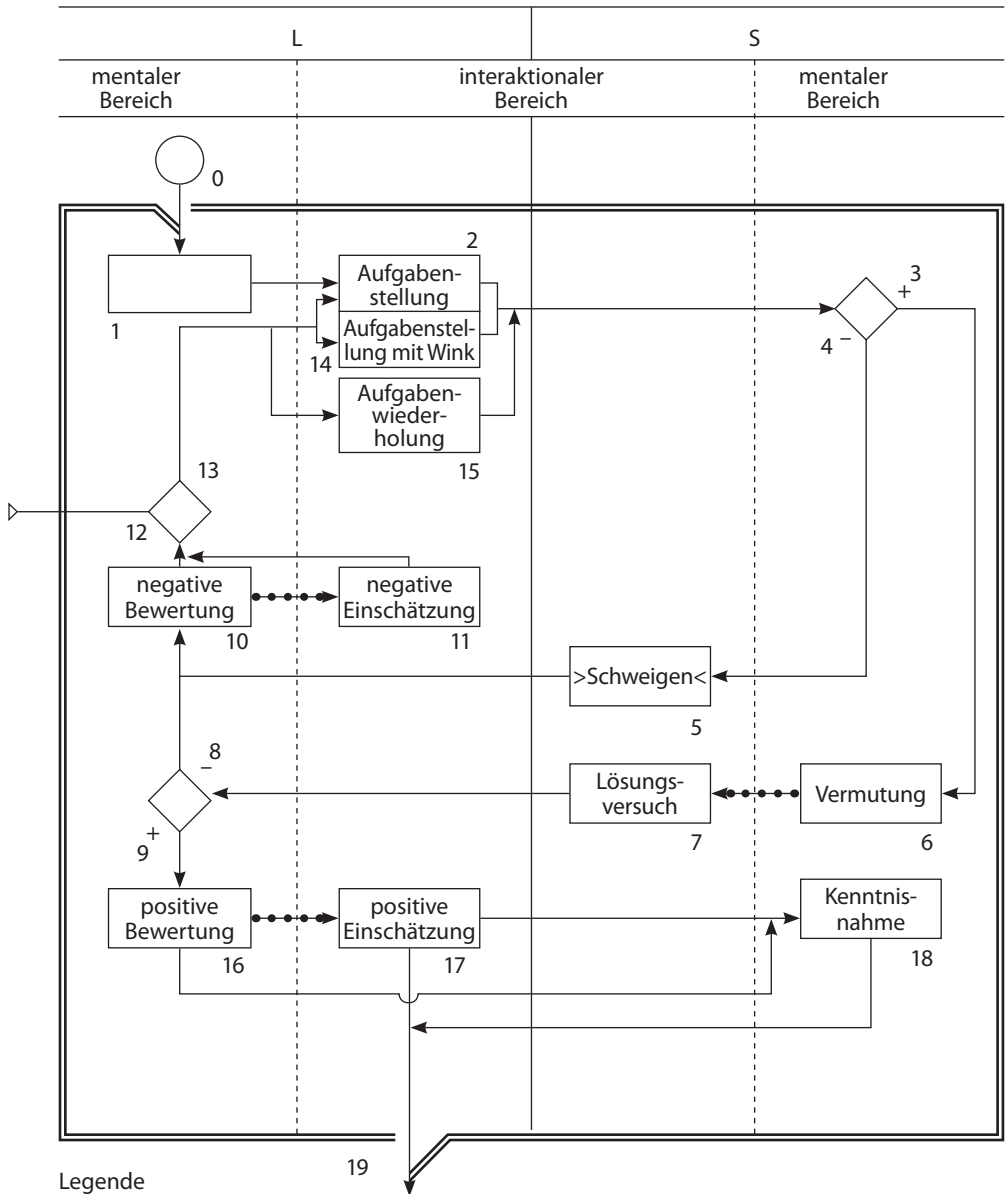 L
S
mentaler
Bereich
interaktionaler
Bereich
mentaler
Bereich
0
1
2
Aufgaben-
stellung
Aufgabenstel-
lung mit Wink
14
Aufgaben-
wieder-
holung
15
3
+
4 –
13
12
negative
Bewertung
10
negative
Einschätzung
11
>Schweigen<
5
– 8
+
9
Lösungs-
versuch
7
Vermutung
6
positive
Bewertung
16
positive
Einschätzung
17
Kenntnis-
nahme
18
19
Legende